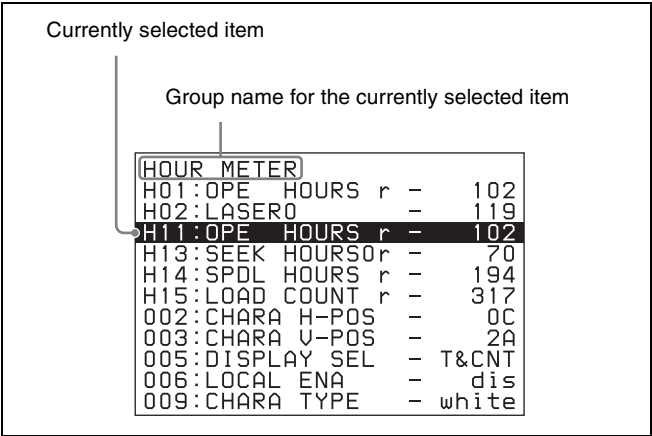 Currently selected item
Group name for the currently selected item
HOUR METER
H01:OPE HOURS r - 102
H02:LASER0 - 119
H11:OPE HOURS r - 102
H13:SEEK HOURS0r - 70
H14:SPDL HOURS r - 194
H15:LOAD COUNT r - 317
002:CHARA H-POS - 0C
003:CHARA V-POS - 2A
005:DISPLAY SEL - T&CNT
006:LOCAL ENA - dis
009:CHARA TYPE - white